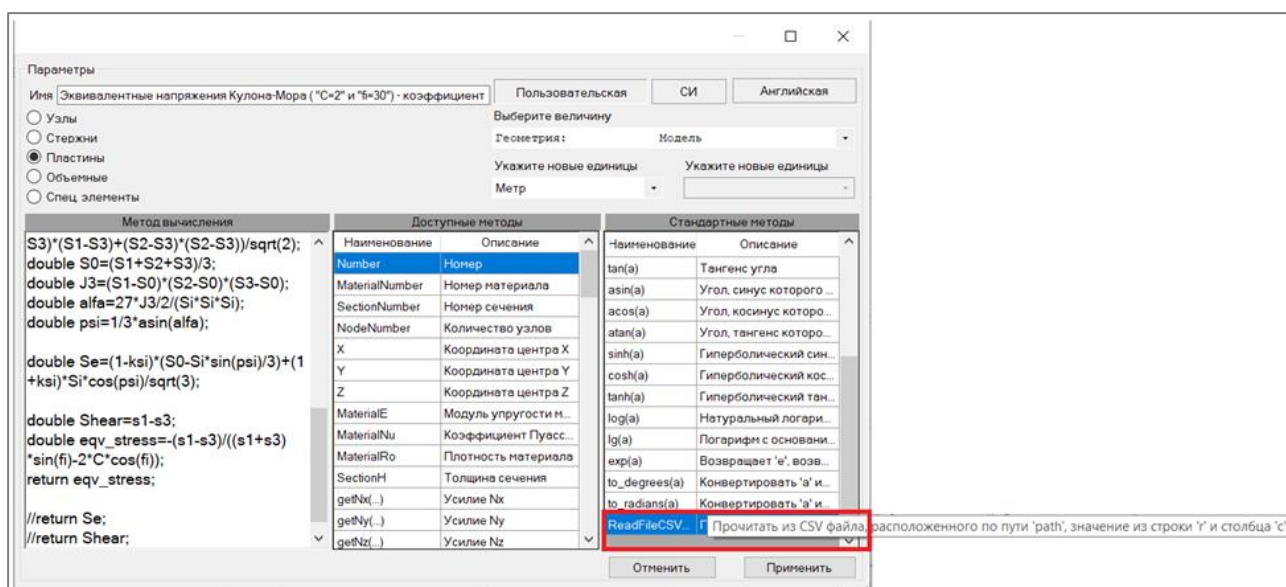 Параметры
Имя Эквивалентные напряжения Кулона-Мора ( "C=2" и "fi=30") - коэффициент
Пользовательская СИ Английская
Узлы
Стержни
Пластины
Объемные
Спец. элементы
Выберите величину
Геометрия: Модель
Укажите новые единицы Укажите новые единицы
Метр
Метод вычисления
S3)*(S1-S3)+(S2-S3)*(S2-S3))/sqrt(2);
double S0=(S1+S2+S3)/3;
double J3=(S1-S0)*(S2-S0)*(S3-S0);
double alfa=27*J3/2/(Si*Si*Si);
double psi=1/3*asin(alfa);
double Se=(1-ksi)*(S0-Si*sin(psi)/3)+(1
+ksi)*Si*cos(psi)/sqrt(3);
double Shear=s1-s3;
double eqv_stress=-(s1-s3)/((s1+s3)
*sin(fi)-2*C*cos(fi));
return eqv_stress;
//return Se;
//return Shear;
Доступные методы
Наименование Описание
Number Номер
MaterialNumber Номер материала
SectionNumber Номер сечения
NodeNumber Количество узлов
X Координата центра X
Y Координата центра Y
Z Координата центра Z
MaterialE Модуль упругости м...
MaterialNu Коэффициент Пуасс...
MaterialRo Плотность материала
SectionH Толщина сечения
getNx(...) Усилие Nx
getNy(...) Усилие Ny
getNz(...) Усилие Nz
Стандартные методы
Наименование Описание
tan(a) Тангенс угла
asin(a) Угол, синус которого ...
acos(a) Угол, косинус которо...
atan(a) Угол, тангенс которо...
sinh(a) Гиперболический син...
cosh(a) Гиперболический кос...
tanh(a) Гиперболический тан...
log(a) Натуральный логари...
lg(a) Логарифм с основани...
exp(a) Возвращает 'e', возв...
to_degrees(a) Конвертировать 'a' и...
to_radians(a) Конвертировать 'a' и...
ReadFileCSV... П
Прочитать из CSV файла, расположенного по пути 'path', значение из строки 'r' и столбца 'c'
Отменить Применить